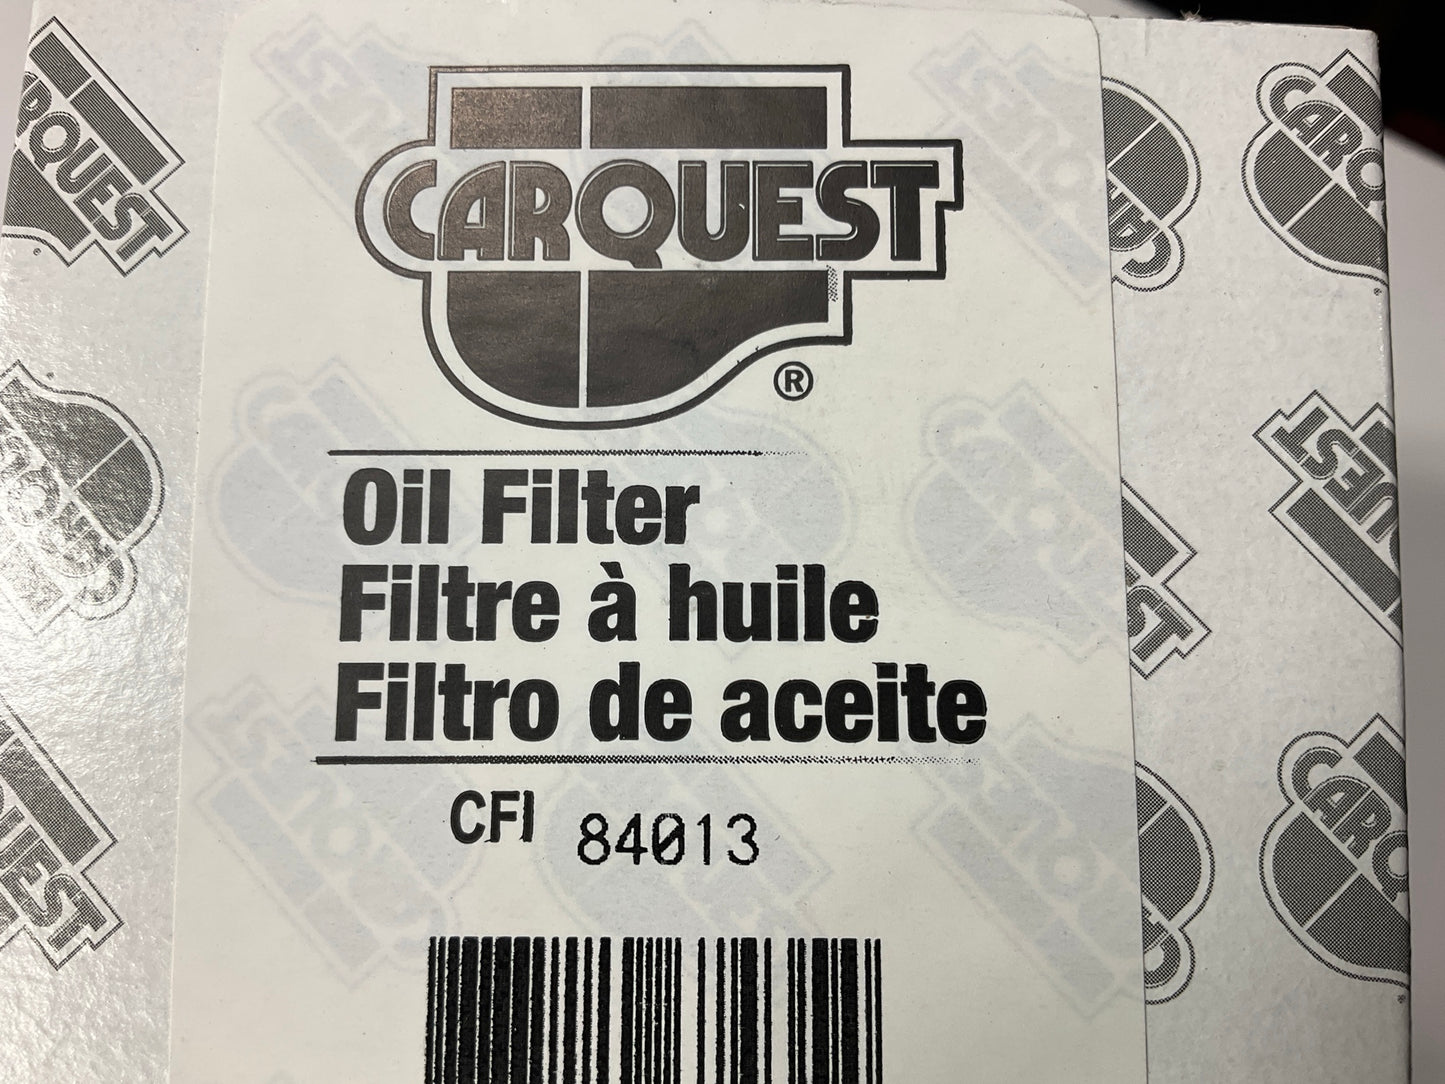 CARQUEST
®
Oil Filter
Filtre à huile
Filtro de aceite
CFI 84013